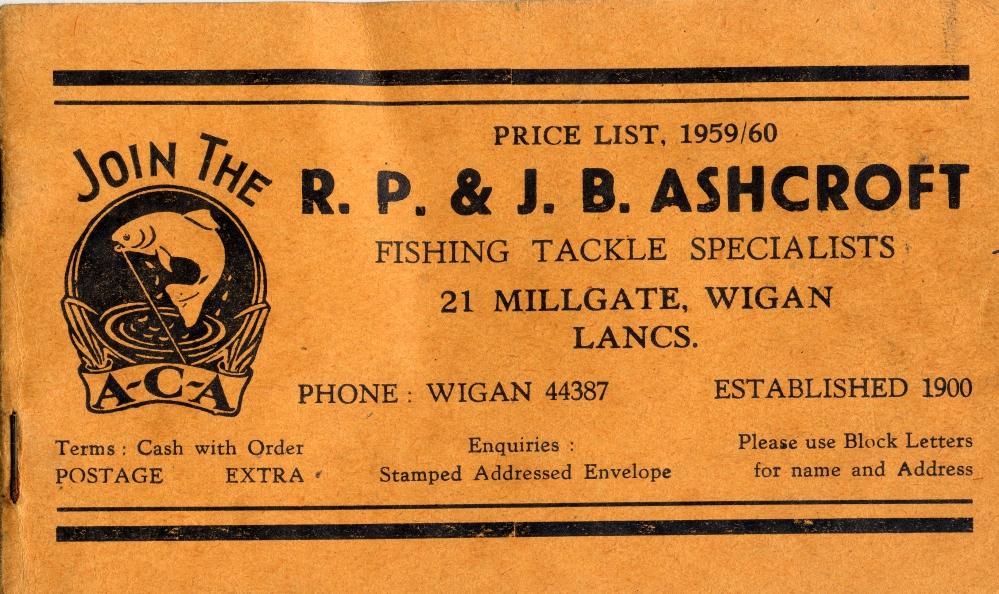 JOIN THE
A-C-A
PRICE LIST, 1959/60
R. P. & J. B. ASHCROFT
FISHING TACKLE SPECIALISTS
21 MILLGATE, WIGAN
LANCS.
PHONE : WIGAN 44387
ESTABLISHED 1900
Terms : Cash with Order
POSTAGE EXTRA
Enquiries :
Stamped Addressed Envelope
Please use Block Letters
for name and Address